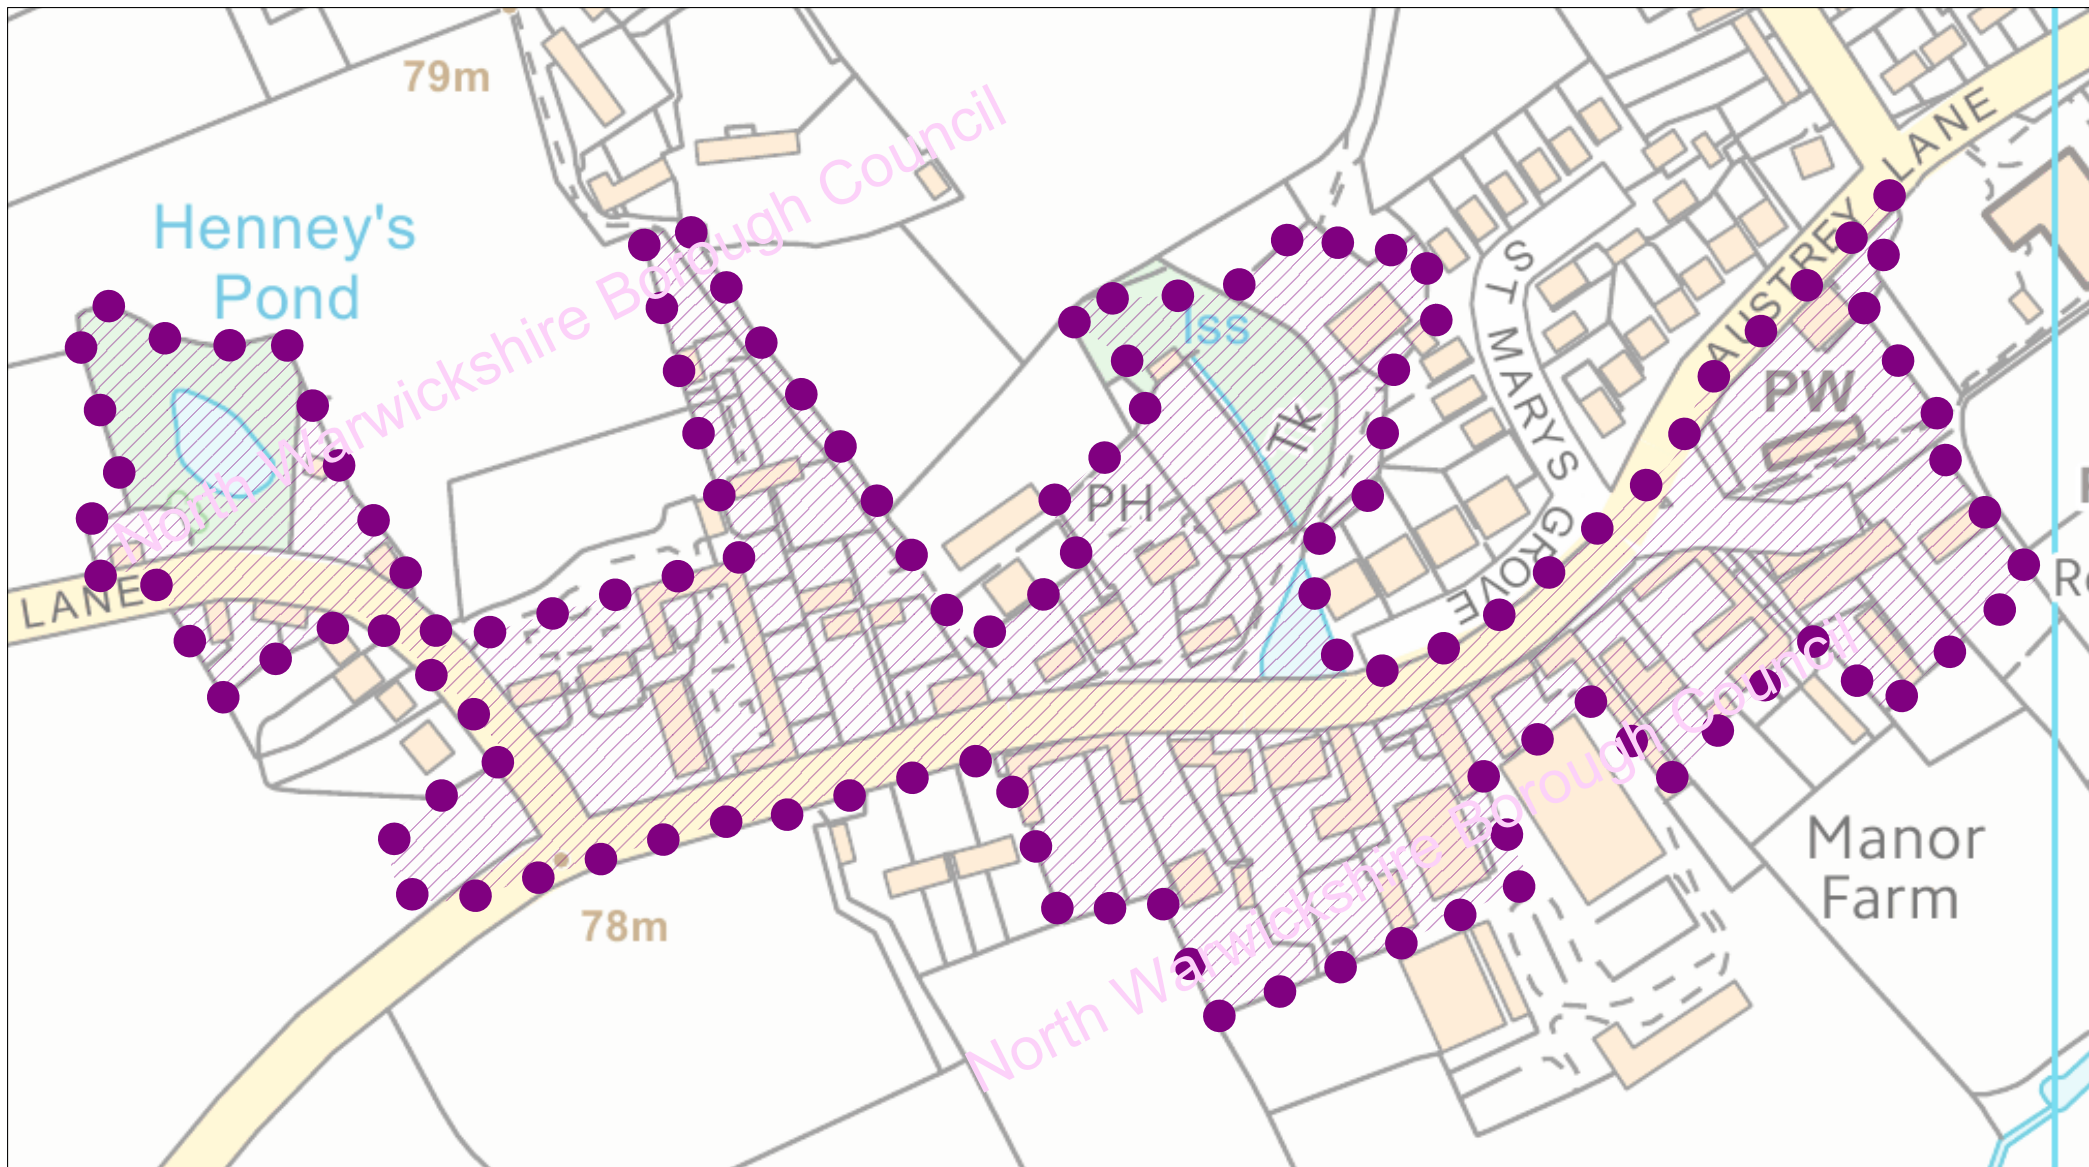 79m
North Warwickshire Borough Council
LANE
Henney's
Pond
AUSTREY
ST MARYS GROVE
Iss
Tk
PW
PH
LANE
R
Manor
Farm
78m
North Warwickshire Borough Council